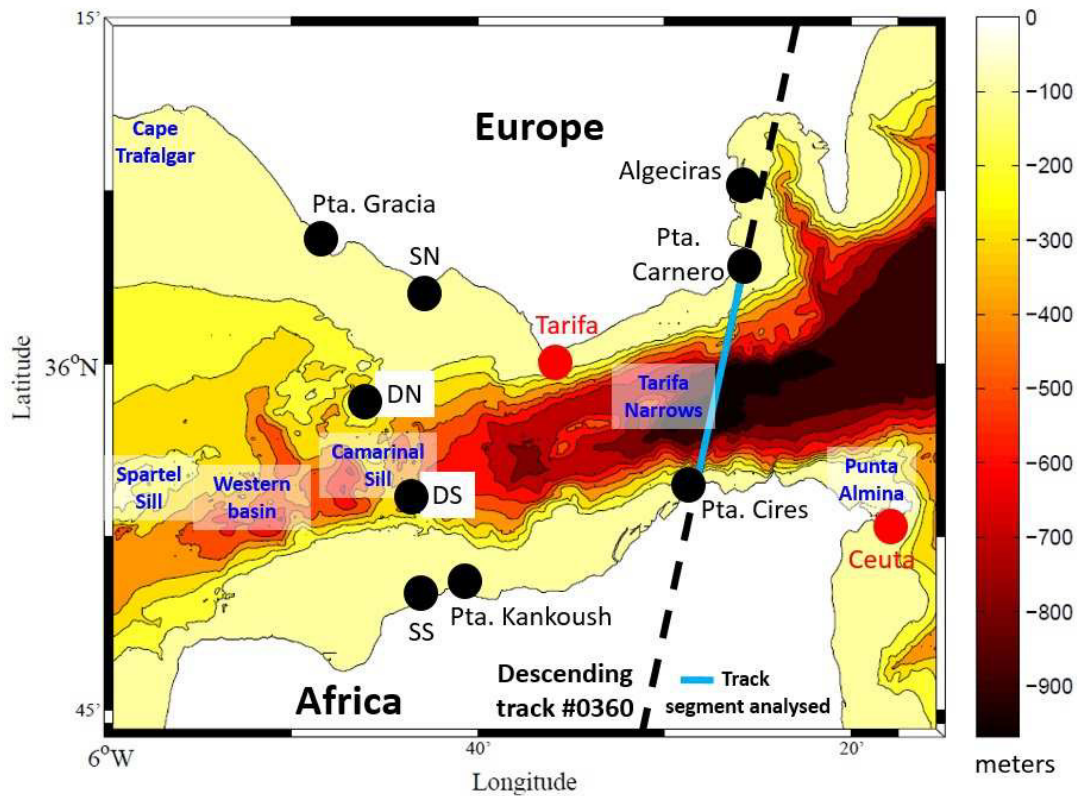 15'
0
Cape
Trafalgar
Europe
-100
Algeciras
Pta. Gracia
-200
SN
Pta.
Carnero
-300
Tarifa
36°N
-400
Latitude
DN
Tarifa
Narrows
-500
Camarinal
Sill
Spartel
Sill
Western
basin
DS
Punta
Almina
-600
Pta. Cires
Ceuta
-700
SS
Pta. Kankoush
-800
Descending
track #0360
Track
segment analysed
Africa
45'
-900
6°W
40'
20'
meters
Longitude